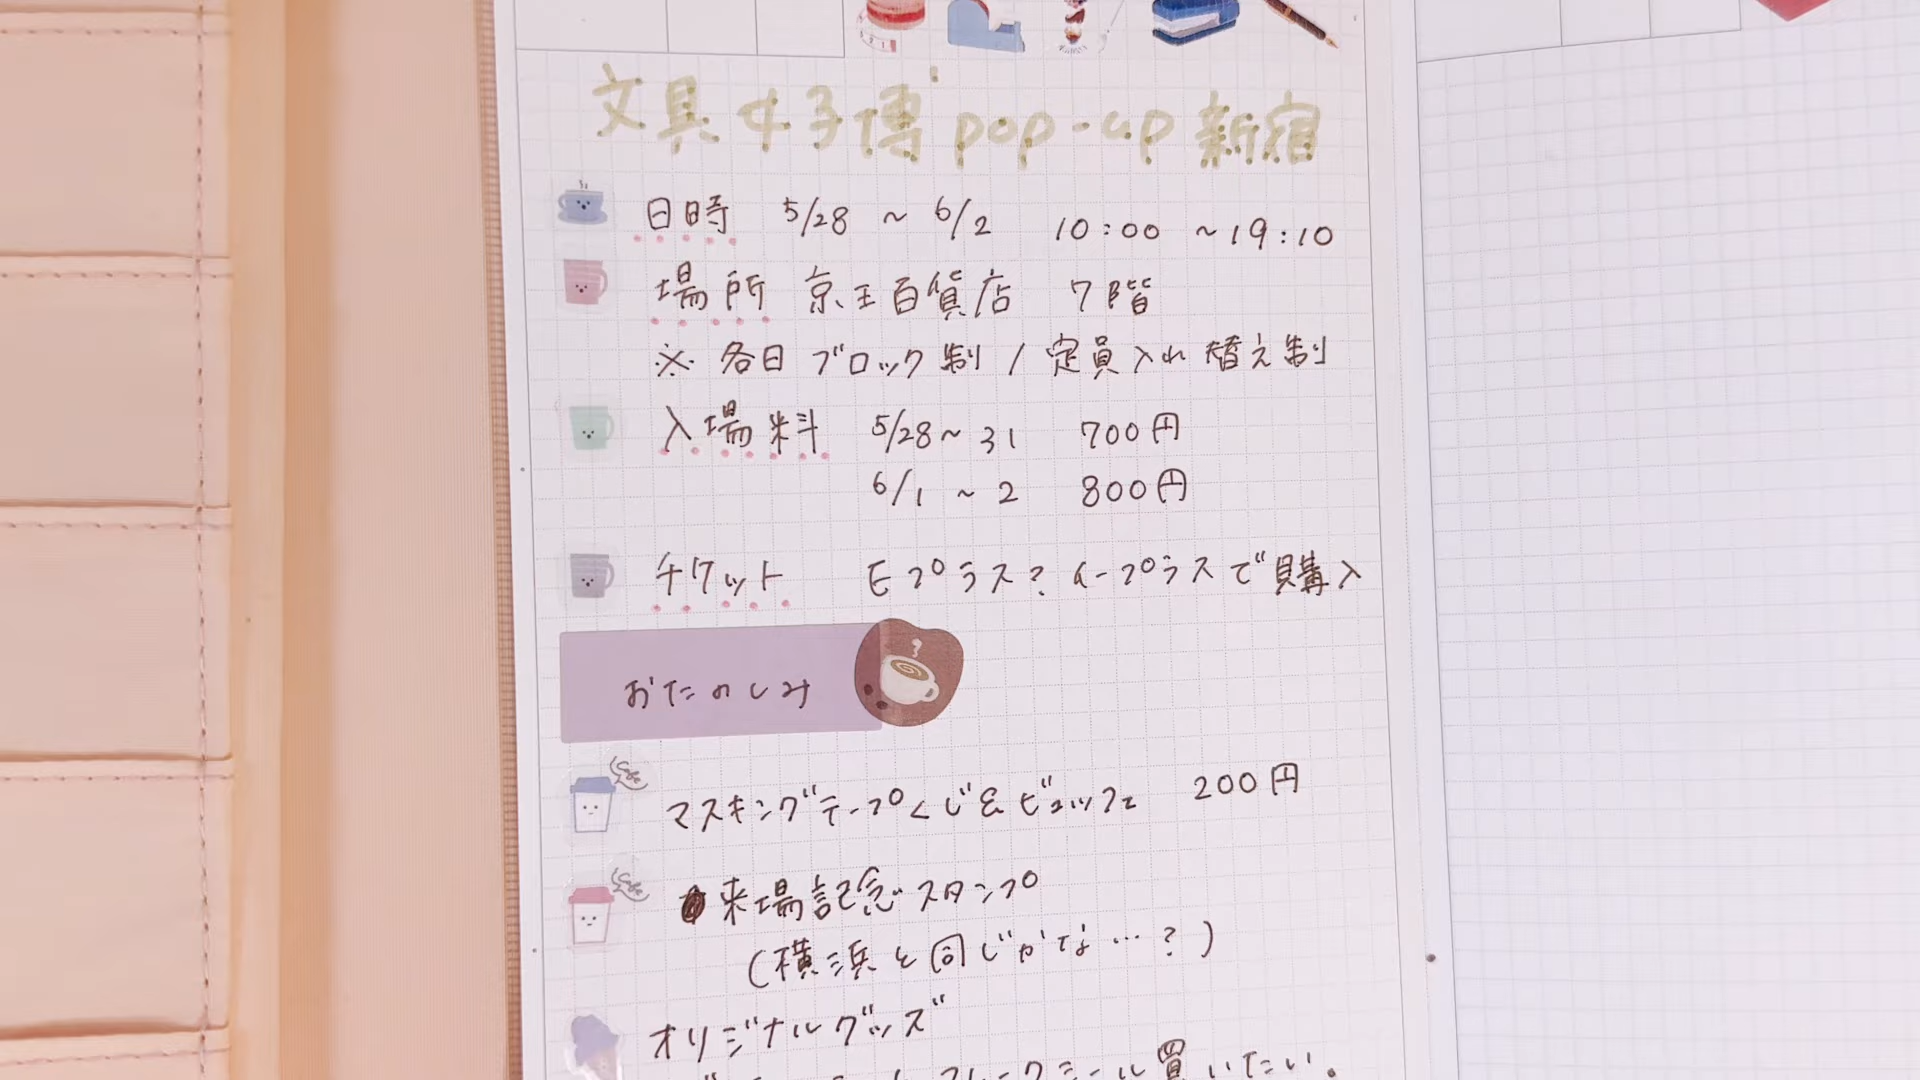 文具女子博 pop-up 新宿
日時 5/28 ~ 6/2 10:00 ~19:10
場所 京王百貨店 7階
※ 各日 ブロック制 / 定員入れ替え制
入場料 5/28~31 700円
6/1 ~ 2 800円
チケット Eプラス? イープラスで購入
おたのしみ
マスキングテープくじ&ビュッフェ 200円
来場記念スタンプ
(横浜と同じかな…?)
オリジナルグッズ
買いたい。